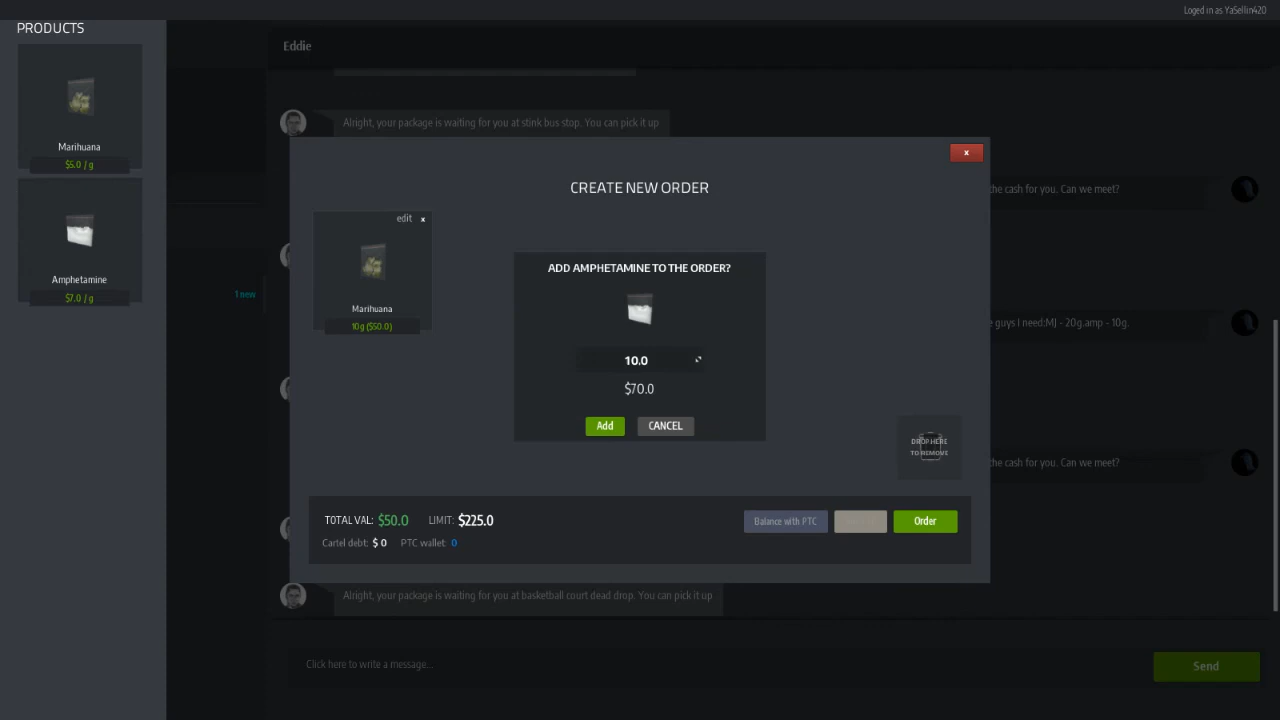 Loged in as YaSellin420
PRODUCTS
Marihuana
$5.0 / g
Amphetamine
$7.0 / g
1 new
Eddie
Alright, your package is waiting for you at stink bus stop. You can pick it up
the cash for you. Can we meet?
guys I need:MJ - 20g;amp - 10g.
the cash for you. Can we meet?
x
CREATE NEW ORDER
edit x
Marihuana
10g ($50.0)
ADD AMPHETAMINE TO THE ORDER?
10.0
$70.0
Add CANCEL
DROP HERE
TO REMOVE
TOTAL VAL: $50.0 LIMIT: $225.0
Balance with PTC Order
Cartel debt: $ 0 PTC wallet: 0
Alright, your package is waiting for you at basketball court dead drop. You can pick it up
Click here to write a message...
Send